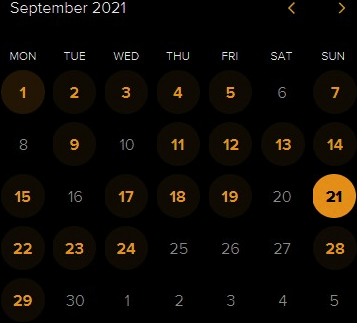 September 2021
MON TUE WED THU FRI SAT SUN
1 2 3 4 5 6 7
8 9 10 11 12 13 14
15 16 17 18 19 20 21
22 23 24 25 26 27 28
29 30 1 2 3 4 5